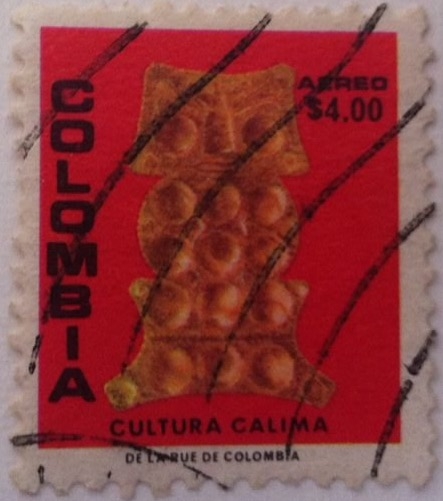 COLOMBIA
AEREO
$4.00
CULTURA CALIMA
DE LA RUE DE COLOMBIA